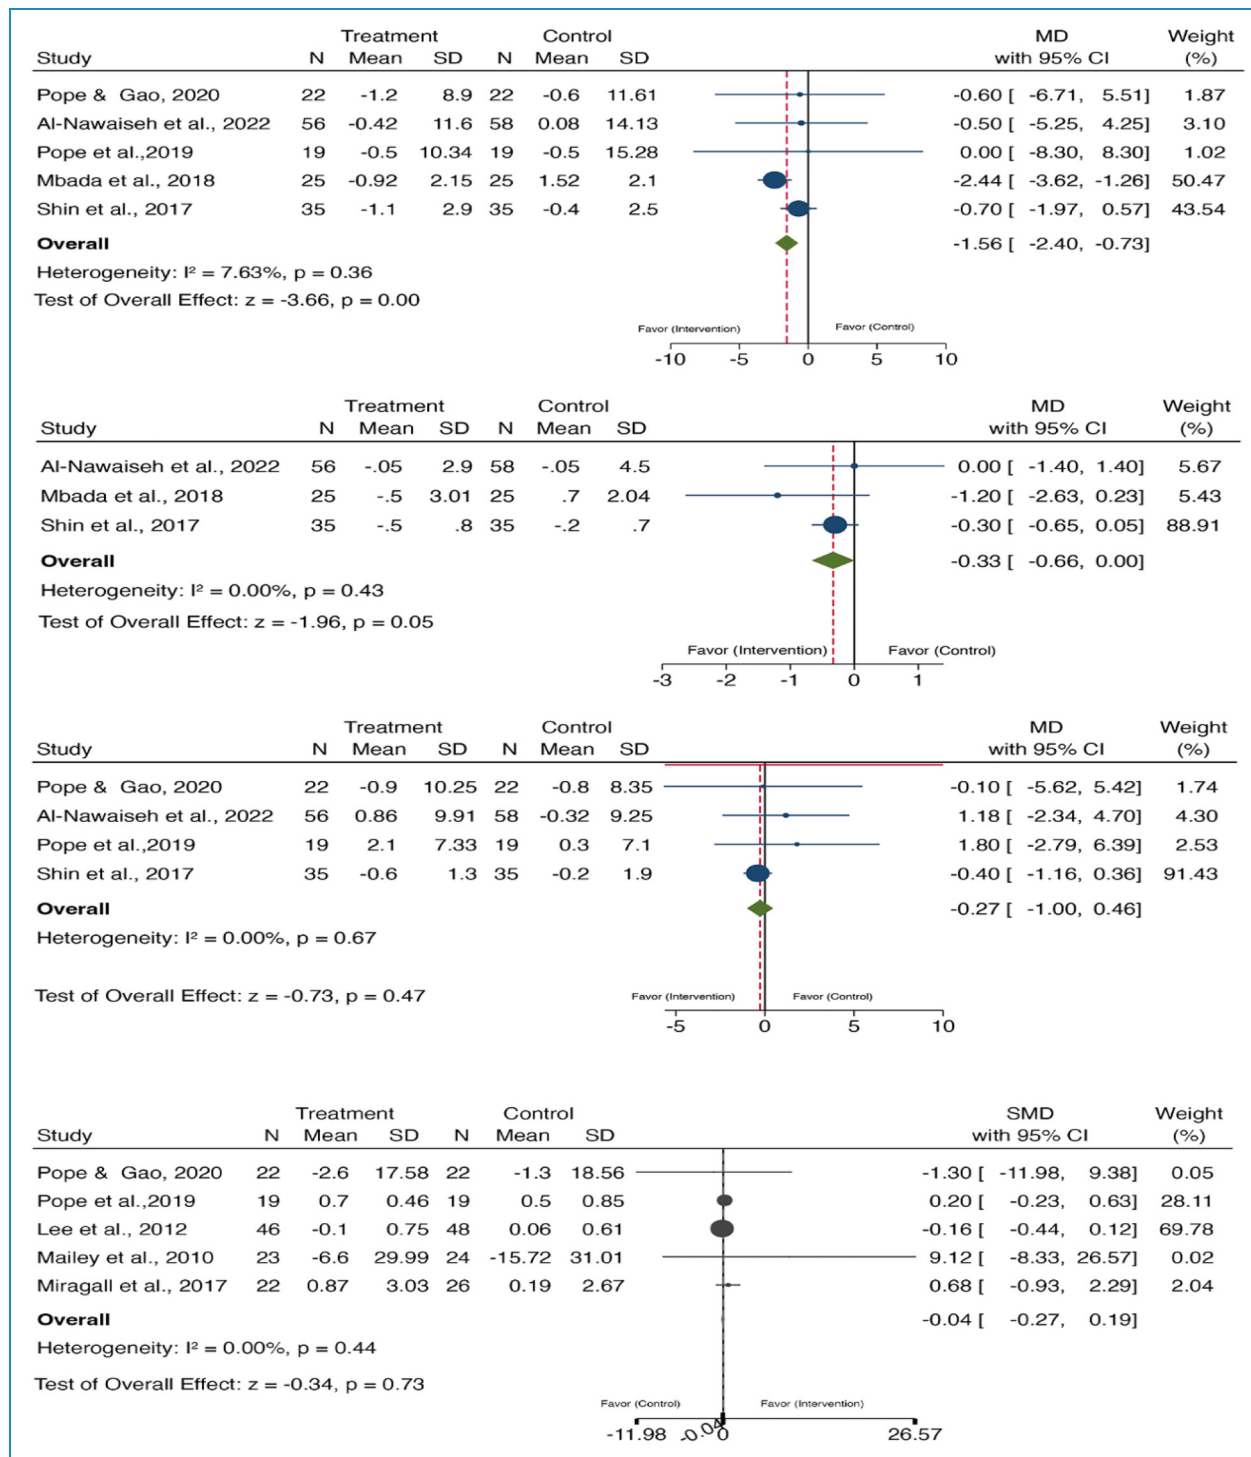 Treatment Control MD Weight
Study N Mean SD N Mean SD with 95% CI (%)
Pope & Gao, 2020 22 -1.2 8.9 22 -0.6 11.61 -0.60 [ -6.71, 5.51] 1.87
Al-Nawaiseh et al., 2022 56 -0.42 11.6 58 0.08 14.13 -0.50 [ -5.25, 4.25] 3.10
Pope et al.,2019 19 -0.5 10.34 19 -0.5 15.28 0.00 [ -8.30, 8.30] 1.02
Mbada et al., 2018 25 -0.92 2.15 25 1.52 2.1 -2.44 [ -3.62, -1.26] 50.47
Shin et al., 2017 35 -1.1 2.9 35 -0.4 2.5 -0.70 [ -1.97, 0.57] 43.54
Overall -1.56 [ -2.40, -0.73]
Heterogeneity: I² = 7.63%, p = 0.36
Test of Overall Effect: z = -3.66, p = 0.00
Favor (Intervention) Favor (Control)
-10 -5 0 5 10
Treatment Control MD Weight
Study N Mean SD N Mean SD with 95% CI (%)
Al-Nawaiseh et al., 2022 56 -.05 2.9 58 -.05 4.5 0.00 [ -1.40, 1.40] 5.67
Mbada et al., 2018 25 -.5 3.01 25 .7 2.04 -1.20 [ -2.63, 0.23] 5.43
Shin et al., 2017 35 -.5 .8 35 -.2 .7 -0.30 [ -0.65, 0.05] 88.91
Overall -0.33 [ -0.66, 0.00]
Heterogeneity: I² = 0.00%, p = 0.43
Test of Overall Effect: z = -1.96, p = 0.05
Favor (Intervention) Favor (Control)
-3 -2 -1 0 1
Treatment Control MD Weight
Study N Mean SD N Mean SD with 95% CI (%)
Pope & Gao, 2020 22 -0.9 10.25 22 -0.8 8.35 -0.10 [ -5.62, 5.42] 1.74
Al-Nawaiseh et al., 2022 56 0.86 9.91 58 -0.32 9.25 1.18 [ -2.34, 4.70] 4.30
Pope et al.,2019 19 2.1 7.33 19 0.3 7.1 1.80 [ -2.79, 6.39] 2.53
Shin et al., 2017 35 -0.6 1.3 35 -0.2 1.9 -0.40 [ -1.16, 0.36] 91.43
Overall -0.27 [ -1.00, 0.46]
Heterogeneity: I² = 0.00%, p = 0.67
Test of Overall Effect: z = -0.73, p = 0.47
Favor (Intervention) Favor (Control)
-5 0 5 10
Treatment Control SMD Weight
Study N Mean SD N Mean SD with 95% CI (%)
Pope & Gao, 2020 22 -2.6 17.58 22 -1.3 18.56 -1.30 [ -11.98, 9.38] 0.05
Pope et al.,2019 19 0.7 0.46 19 0.5 0.85 0.20 [ -0.23, 0.63] 28.11
Lee et al., 2012 46 -0.1 0.75 48 0.06 0.61 -0.16 [ -0.44, 0.12] 69.78
Mailey et al., 2010 23 -6.6 29.99 24 -15.72 31.01 9.12 [ -8.33, 26.57] 0.02
Miragall et al., 2017 22 0.87 3.03 26 0.19 2.67 0.68 [ -0.93, 2.29] 2.04
Overall -0.04 [ -0.27, 0.19]
Heterogeneity: I² = 0.00%, p = 0.44
Test of Overall Effect: z = -0.34, p = 0.73
Favor (Control) Favor (Intervention)
-11.98 -0.04 0 26.57